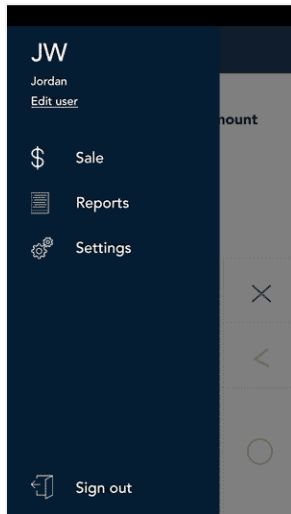 JW
Jordan
Edit user
$ Sale
Reports
Settings
Sign out
mount